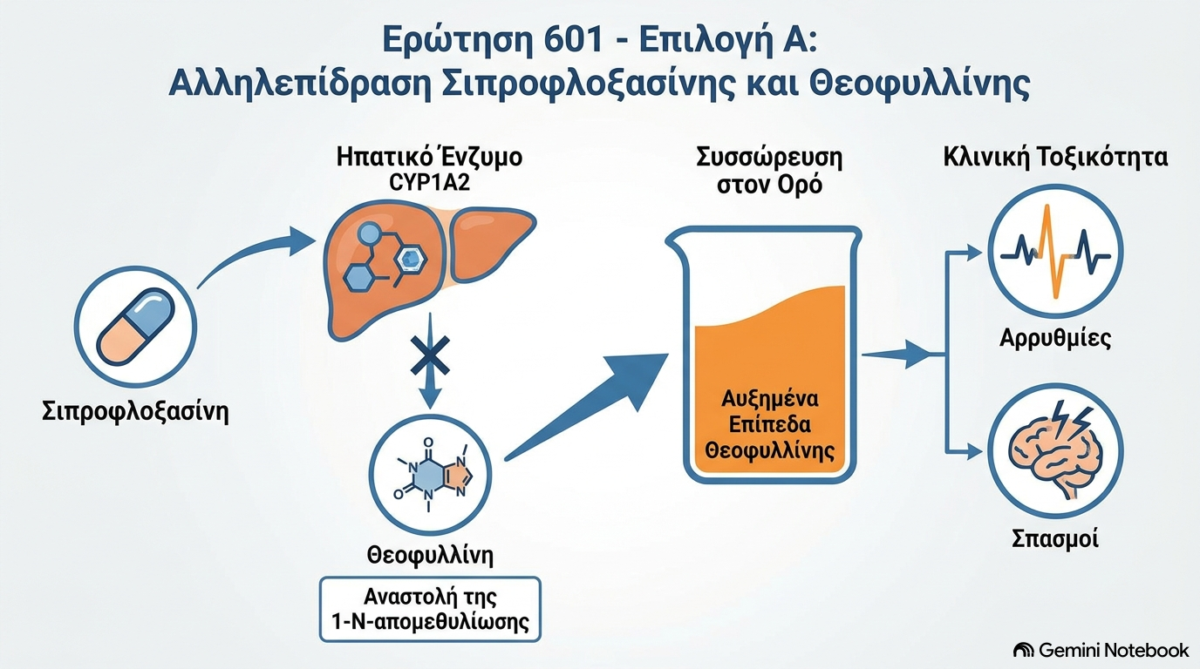 Ερώτηση 601 - Επιλογή Α:
Αλληλεπίδραση Σιπροφλοξασίνης και Θεοφυλλίνης
Ηπατικό Ένζυμο
CYP1A2
Συσσώρευση
στον Ορό
Κλινική Τοξικότητα
Σιπροφλοξασίνη
Αρρυθμίες
Αυξημένα
Επίπεδα
Θεοφυλλίνης
O
O
N
N
N
N
Θεοφυλλίνη
Αναστολή της
1-Ν-απομεθυλίωσης
Σπασμοί
Gemini Notebook